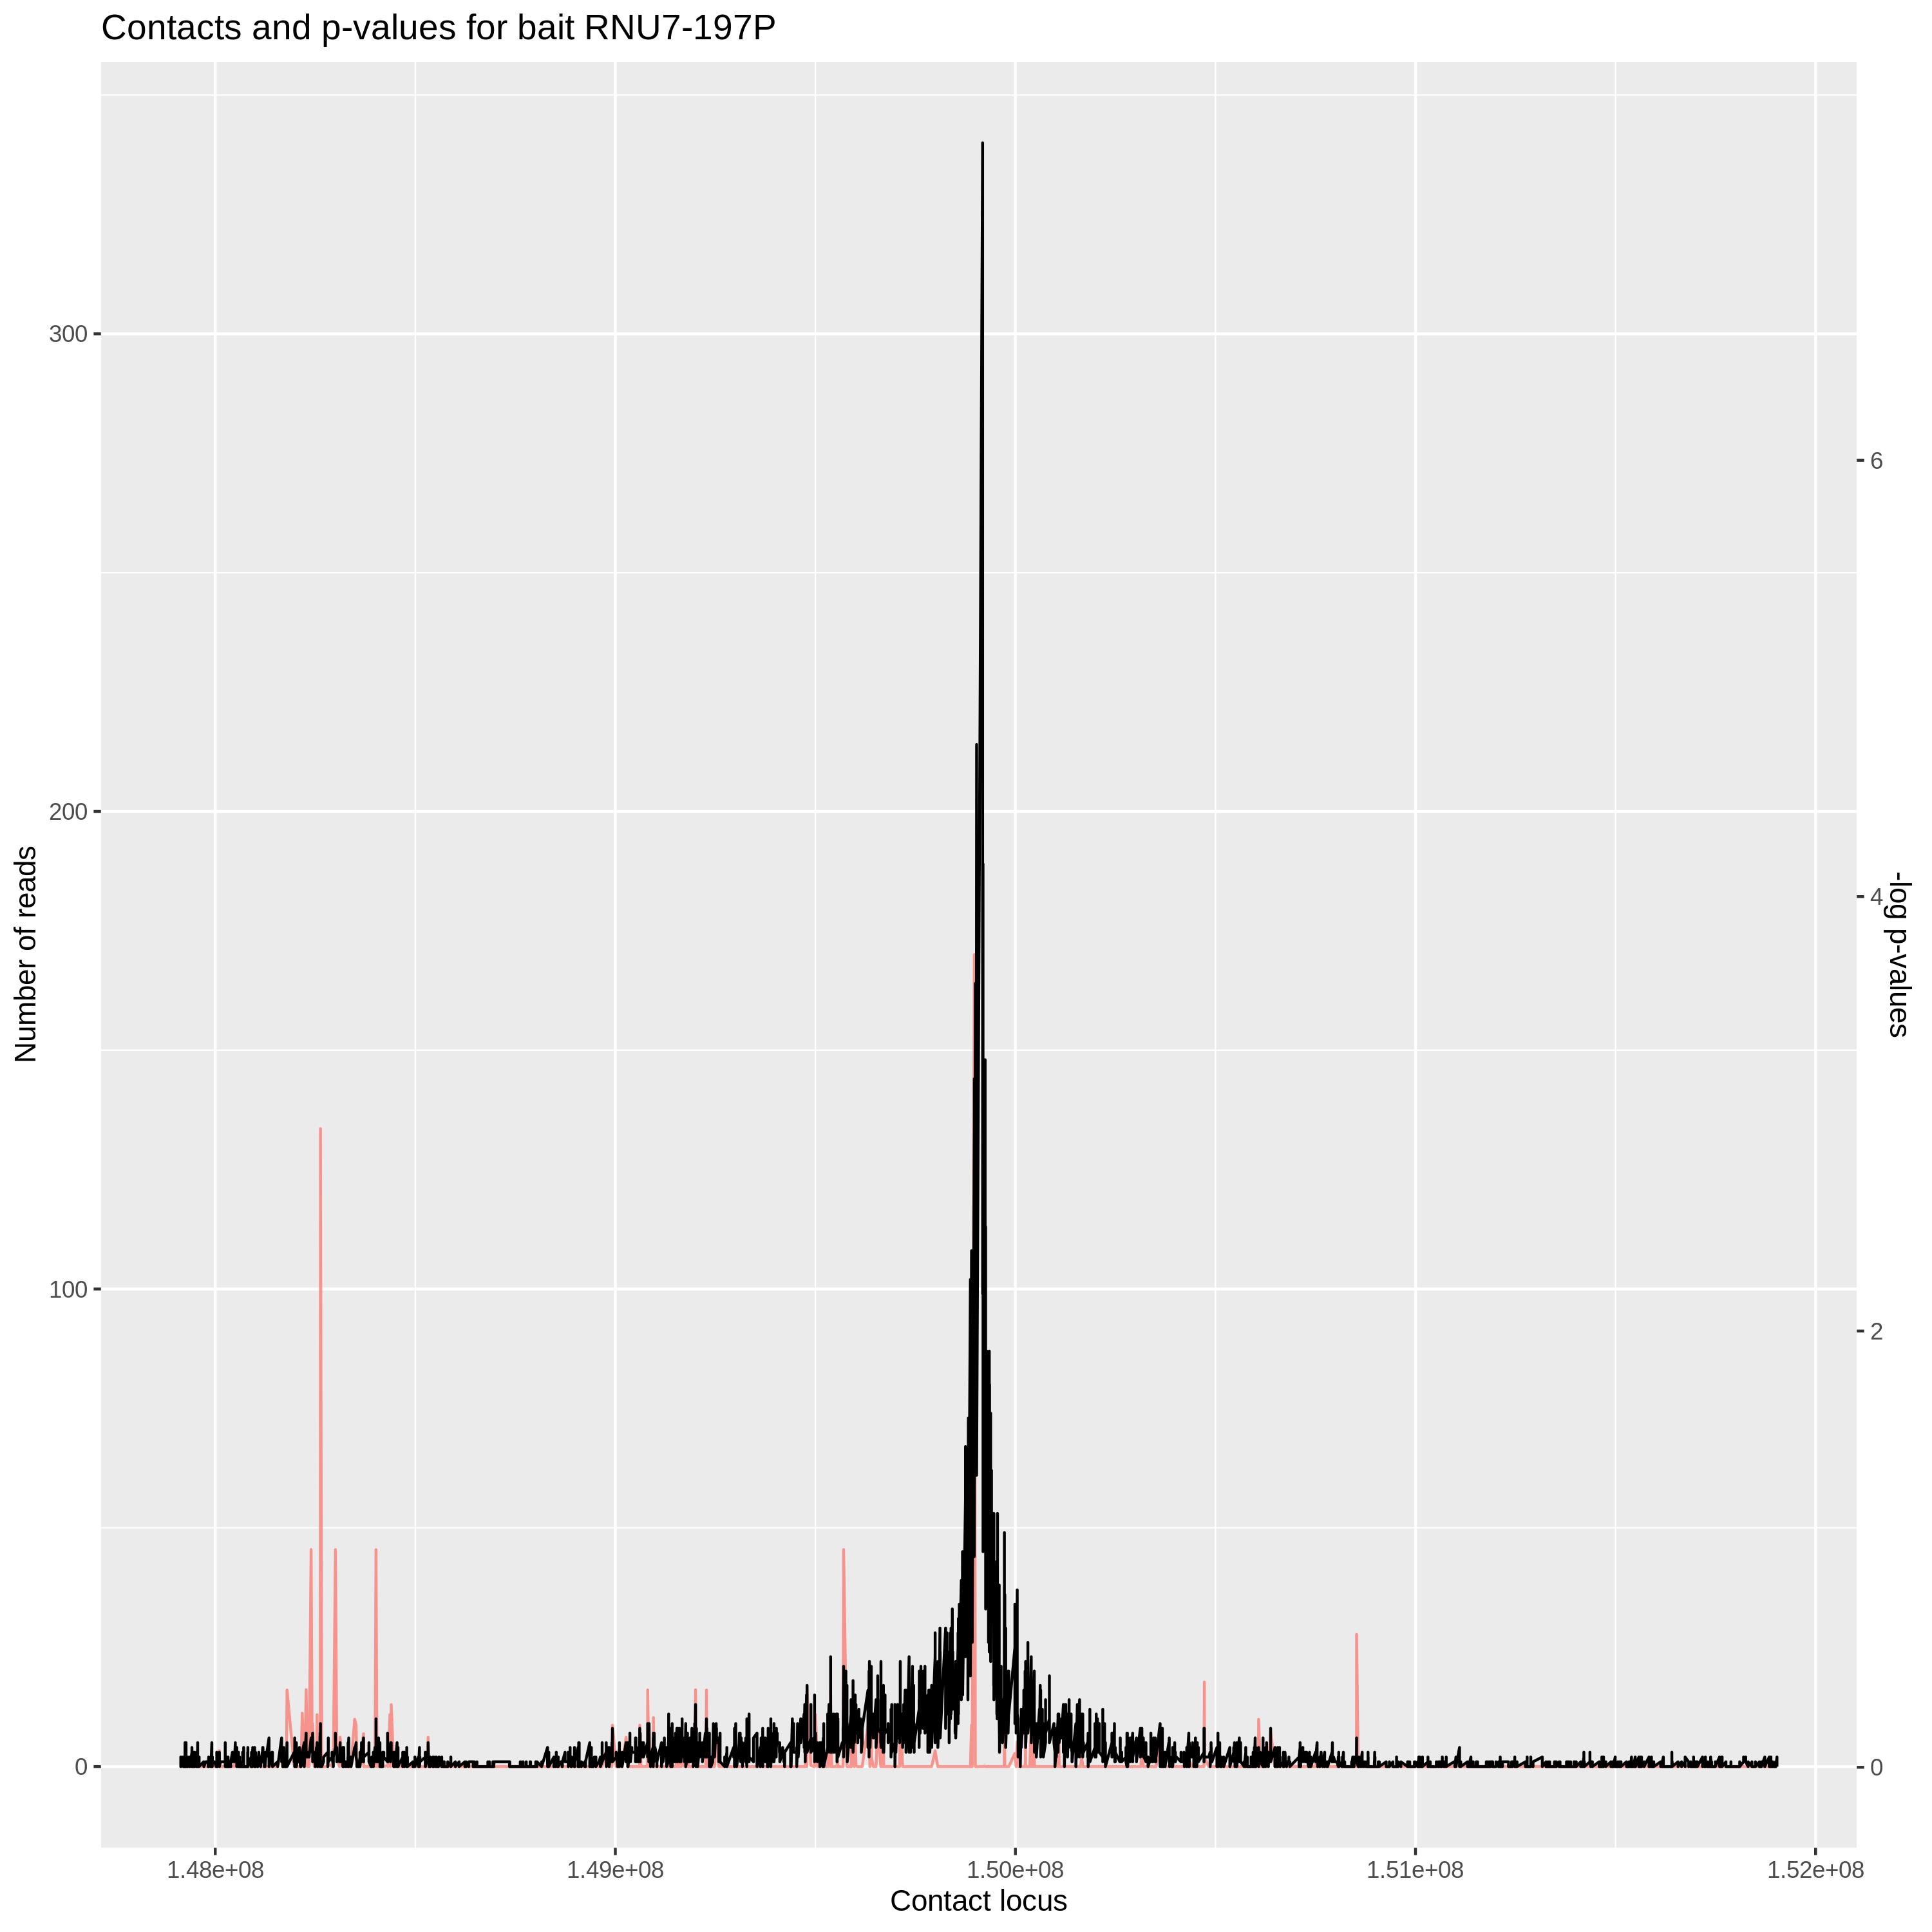 Contacts and p-values for bait RNU7-197P
300
200
100
0
Number of reads
6
4
2
0
-log p-values
1.48e+08 1.49e+08 1.50e+08 1.51e+08 1.52e+08
Contact locus